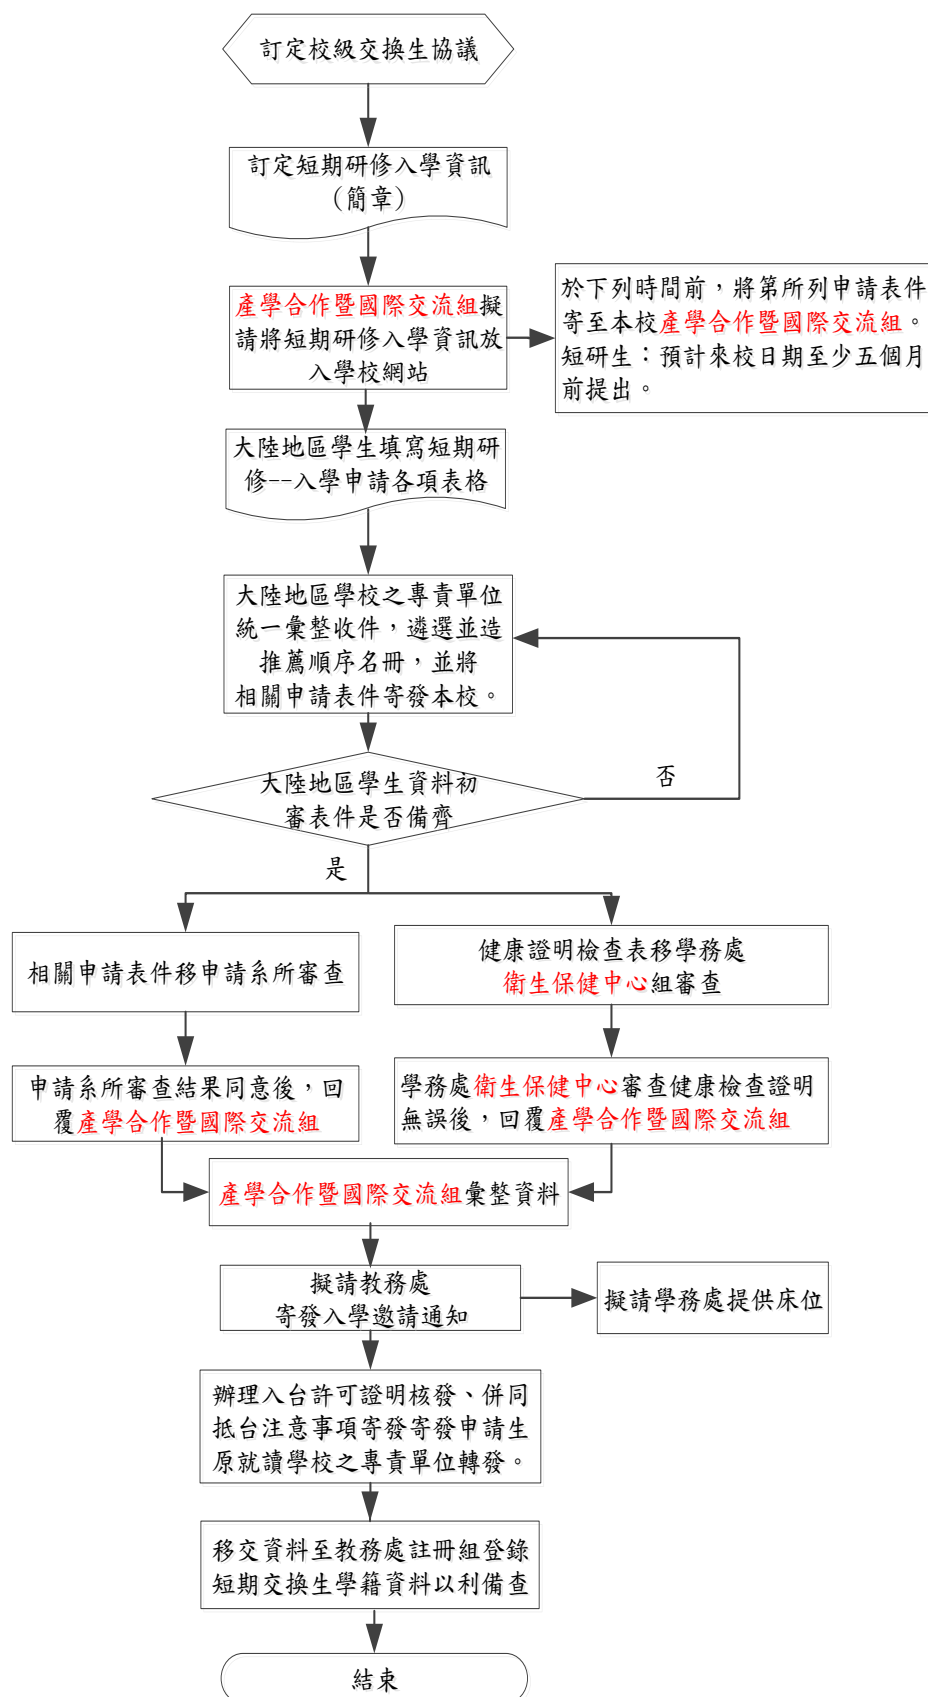 訂定校級交換生協議
訂定短期研修入學資訊
（簡章）
產學合作暨國際交流組擬
請將短期研修入學資訊放
入學校網站
於下列時間前，將第所列申請表件
寄至本校產學合作暨國際交流組。
短研生：預計來校日期至少五個月
前提出。
大陸地區學生填寫短期研
修--入學申請各項表格
大陸地區學校之專責單位
統一彙整收件，遴選並造
推薦順序名冊，並將
相關申請表件寄發本校。
大陸地區學生資料初
審表件是否備齊
否
是
相關申請表件移申請系所審查
健康證明檢查表移學務處
衛生保健中心組審查
申請系所審查結果同意後，回
覆產學合作暨國際交流組
學務處衛生保健中心審查健康檢查證明
無誤後，回覆產學合作暨國際交流組
產學合作暨國際交流組彙整資料
擬請教務處
寄發入學邀請通知
擬請學務處提供床位
辦理入台許可證明核發、併同
抵台注意事項寄發寄發申請生
原就讀學校之專責單位轉發。
移交資料至教務處註冊組登錄
短期交換生學籍資料以利備查
結束